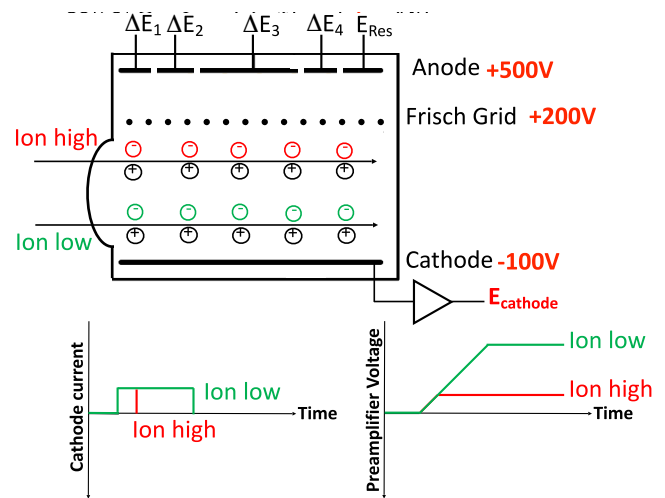 ΔE1 ΔE2 ΔE3 ΔE4 ERes
Anode +500V
Frisch Grid +200V
Ion high
- - - - -
+ + + + +
- - - - -
Ion low
+ + + + +
Cathode -100V
Ecathode
Cathode current
Ion low
Time
Ion high
Preamplifier Voltage
Ion low
Ion high
Time